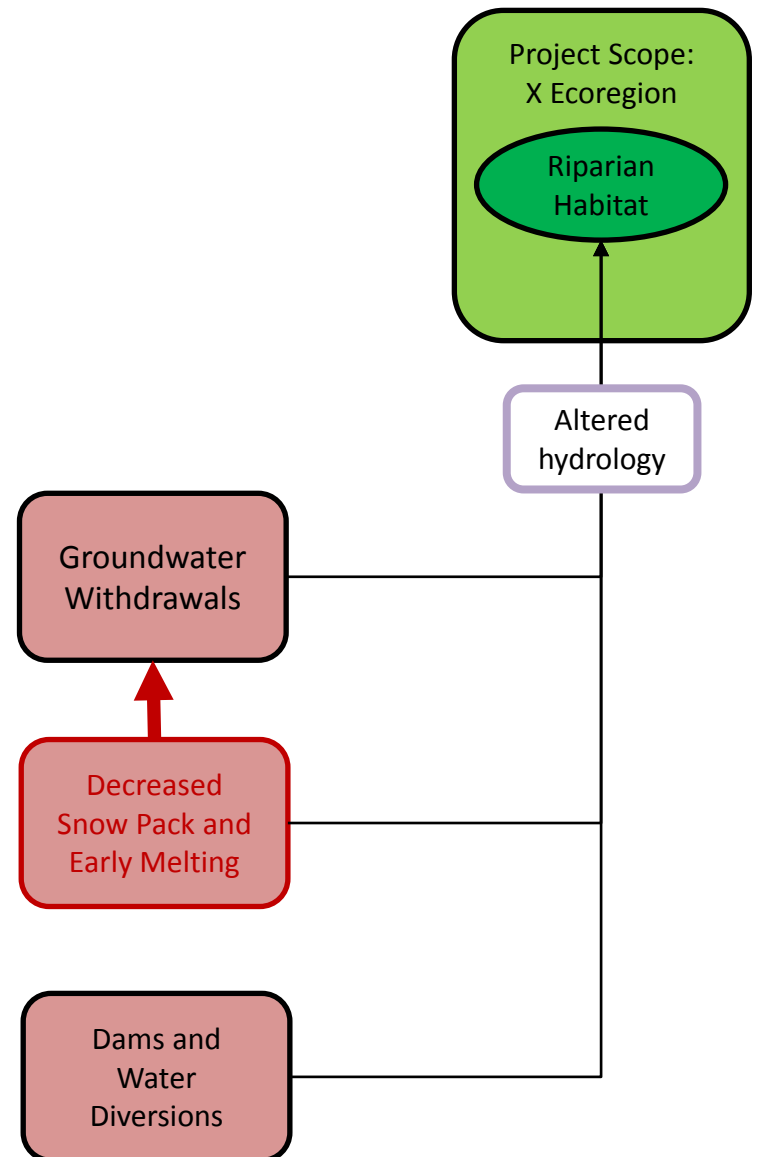 Project Scope:
X Ecoregion
Riparian
Habitat
Altered
hydrology
Groundwater
Withdrawals
Decreased
Snow Pack and
Early Melting
Dams and
Water
Diversions